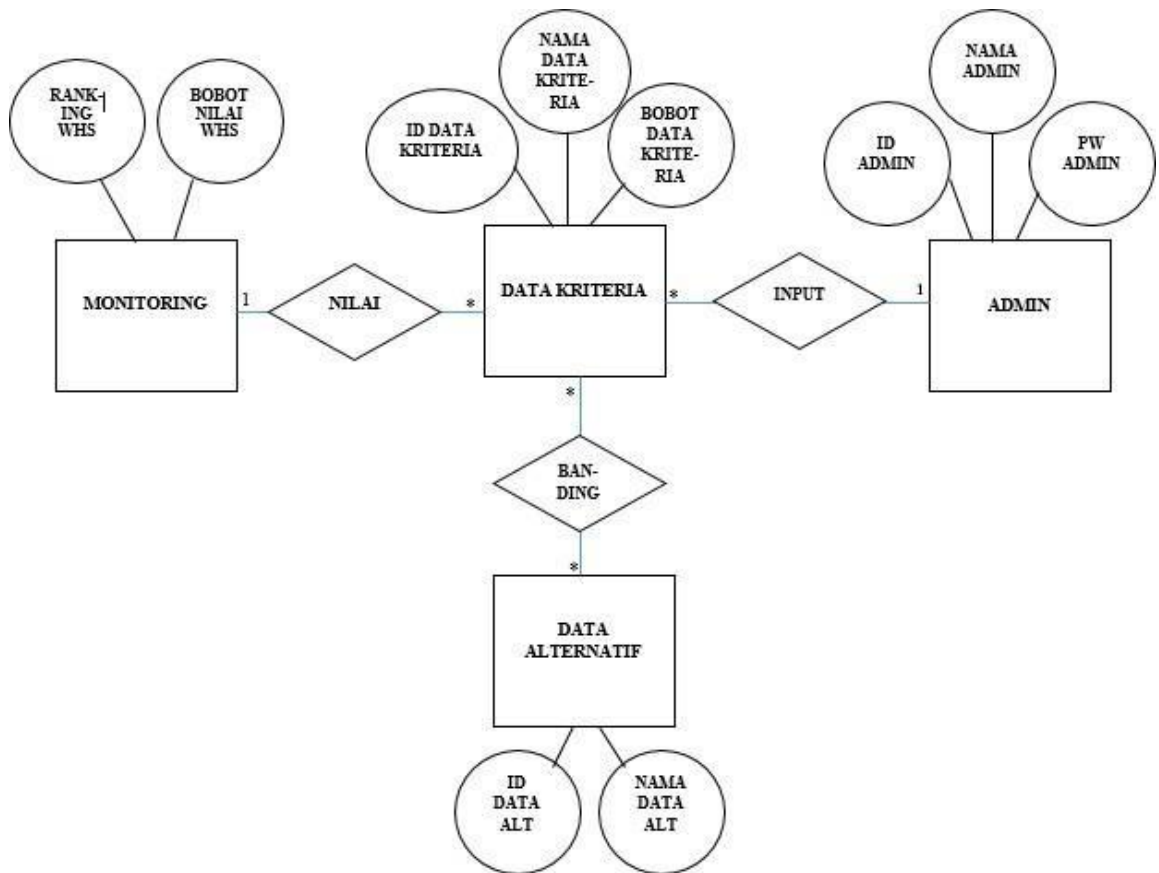 RANK-
ING
WHS
BOBOT
NILAI
WHS
ID DATA
KRITERIA
NAMA
DATA
KRITE-
RIA
BOBOT
DATA
KRITE-
RIA
NAMA
ADMIN
ID
ADMIN
PW
ADMIN
MONITORING
1
NILAI
*
DATA KRITERIA
*
INPUT
1
ADMIN
*
BAN-
DING
*
DATA
ALTERNATIF
ID
DATA
ALT
NAMA
DATA
ALT